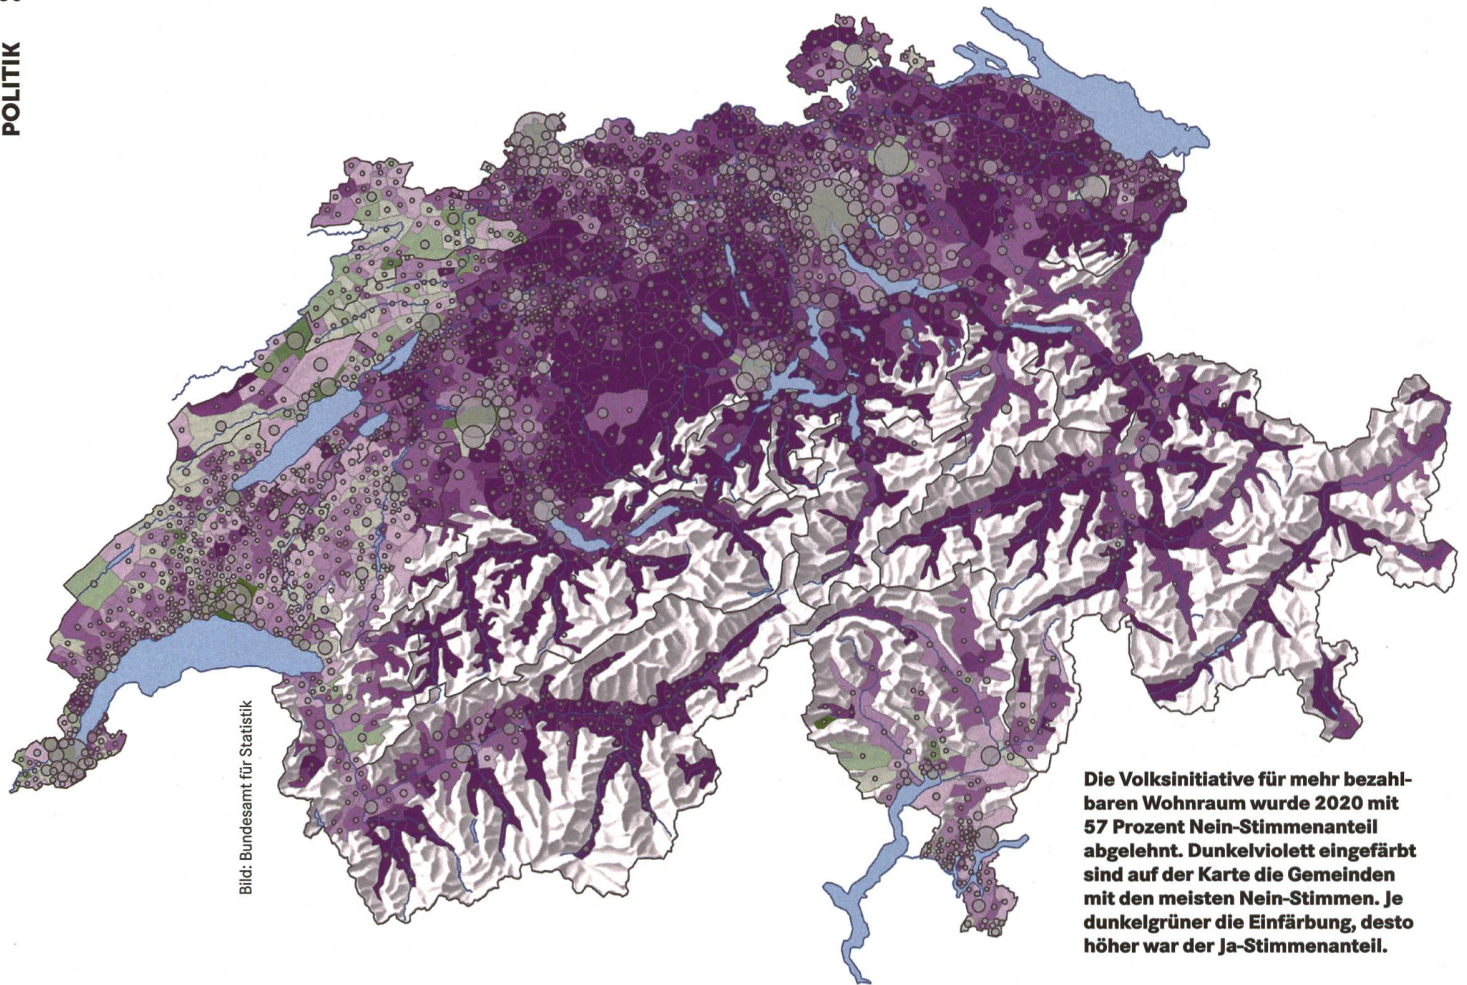 POLITIK
Bild: Bundesamt für Statistik
Die Volksinitiative für mehr bezahl-
baren Wohnraum wurde 2020 mit
57 Prozent Nein-Stimmenanteil
abgelehnt. Dunkelviolett eingefärbt
sind auf der Karte die Gemeinden
mit den meisten Nein-Stimmen. Je
dunkelgrüner die Einfärbung, desto
höher war der Ja-Stimmenanteil.